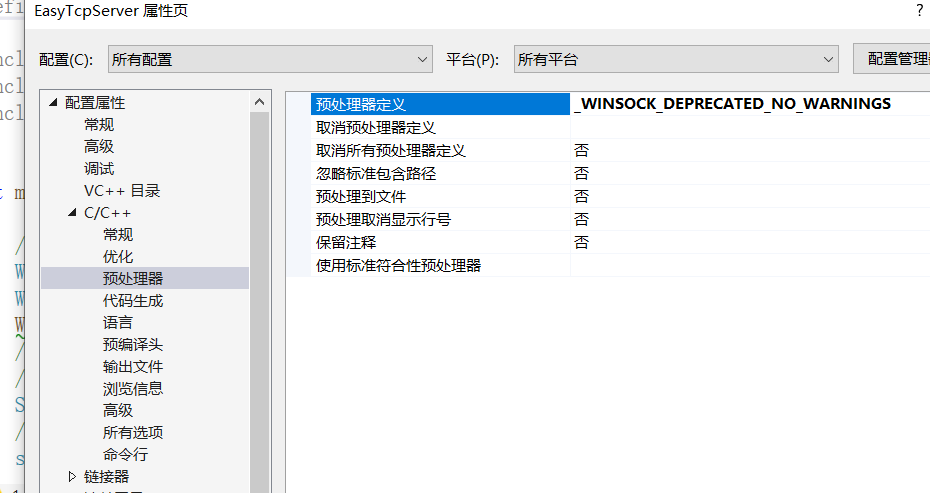 EasyTcpServer 属性页
?
配置(C): 所有配置 平台(P): 所有平台 配置管理
配置属性
常规
高级
调试
VC++ 目录
C/C++
常规
优化
预处理器
代码生成
语言
预编译头
输出文件
浏览信息
高级
所有选项
命令行
链接器
预处理器定义 _WINSOCK_DEPRECATED_NO_WARNINGS
取消预处理器定义
取消所有预处理器定义 否
忽略标准包含路径 否
预处理到文件 否
预处理取消显示行号 否
保留注释 否
使用标准符合性预处理器